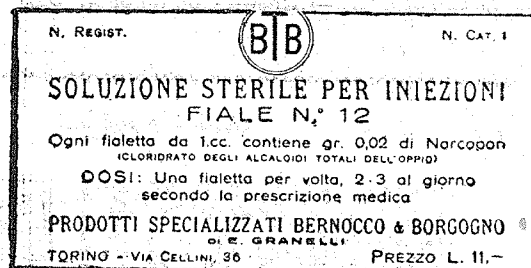 N. REGIST.
BTB
N. CAT. 1
SOLUZIONE STERILE PER INIEZIONI
FIALE N.° 12
Ogni fialetta da 1.cc. contiene gr. 0,02 di Narcopon
(CLORIDRATO DEGLI ALCALOIDI TOTALI DELL'OPPIO)
DOSI: Una fialetta per volta, 2-3 al giorno
secondo la prescrizione medica
PRODOTTI SPECIALIZZATI BERNOCCO & BORGOGNO
DI E. GRANELLI
TORINO - VIA CELLINI, 36
PREZZO L. 11,-